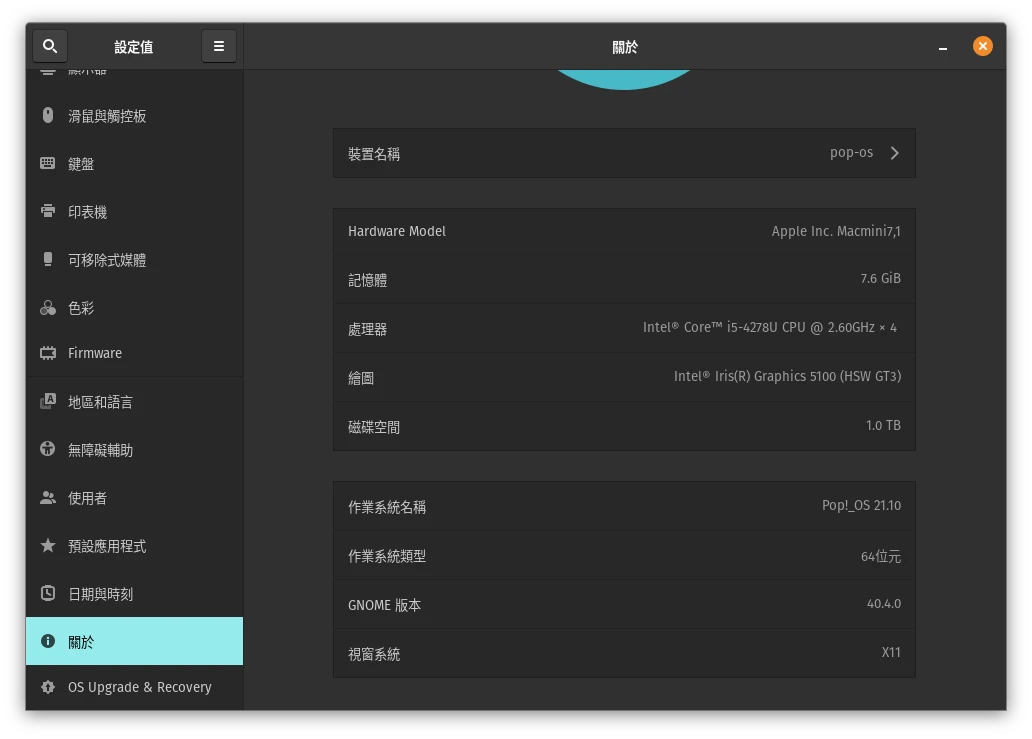 設定值
關於
顯示器
滑鼠與觸控板
鍵盤
印表機
可移除式媒體
色彩
Firmware
地區和語言
無障礙輔助
使用者
預設應用程式
日期與時刻
關於
OS Upgrade & Recovery
裝置名稱 pop-os
Hardware Model Apple Inc. Macmini7,1
記憶體 7.6 GiB
處理器 Intel® Core™ i5-4278U CPU @ 2.60GHz × 4
繪圖 Intel® Iris(R) Graphics 5100 (HSW GT3)
磁碟空間 1.0 TB
作業系統名稱 Pop!_OS 21.10
作業系統類型 64位元
GNOME 版本 40.4.0
視窗系統 X11